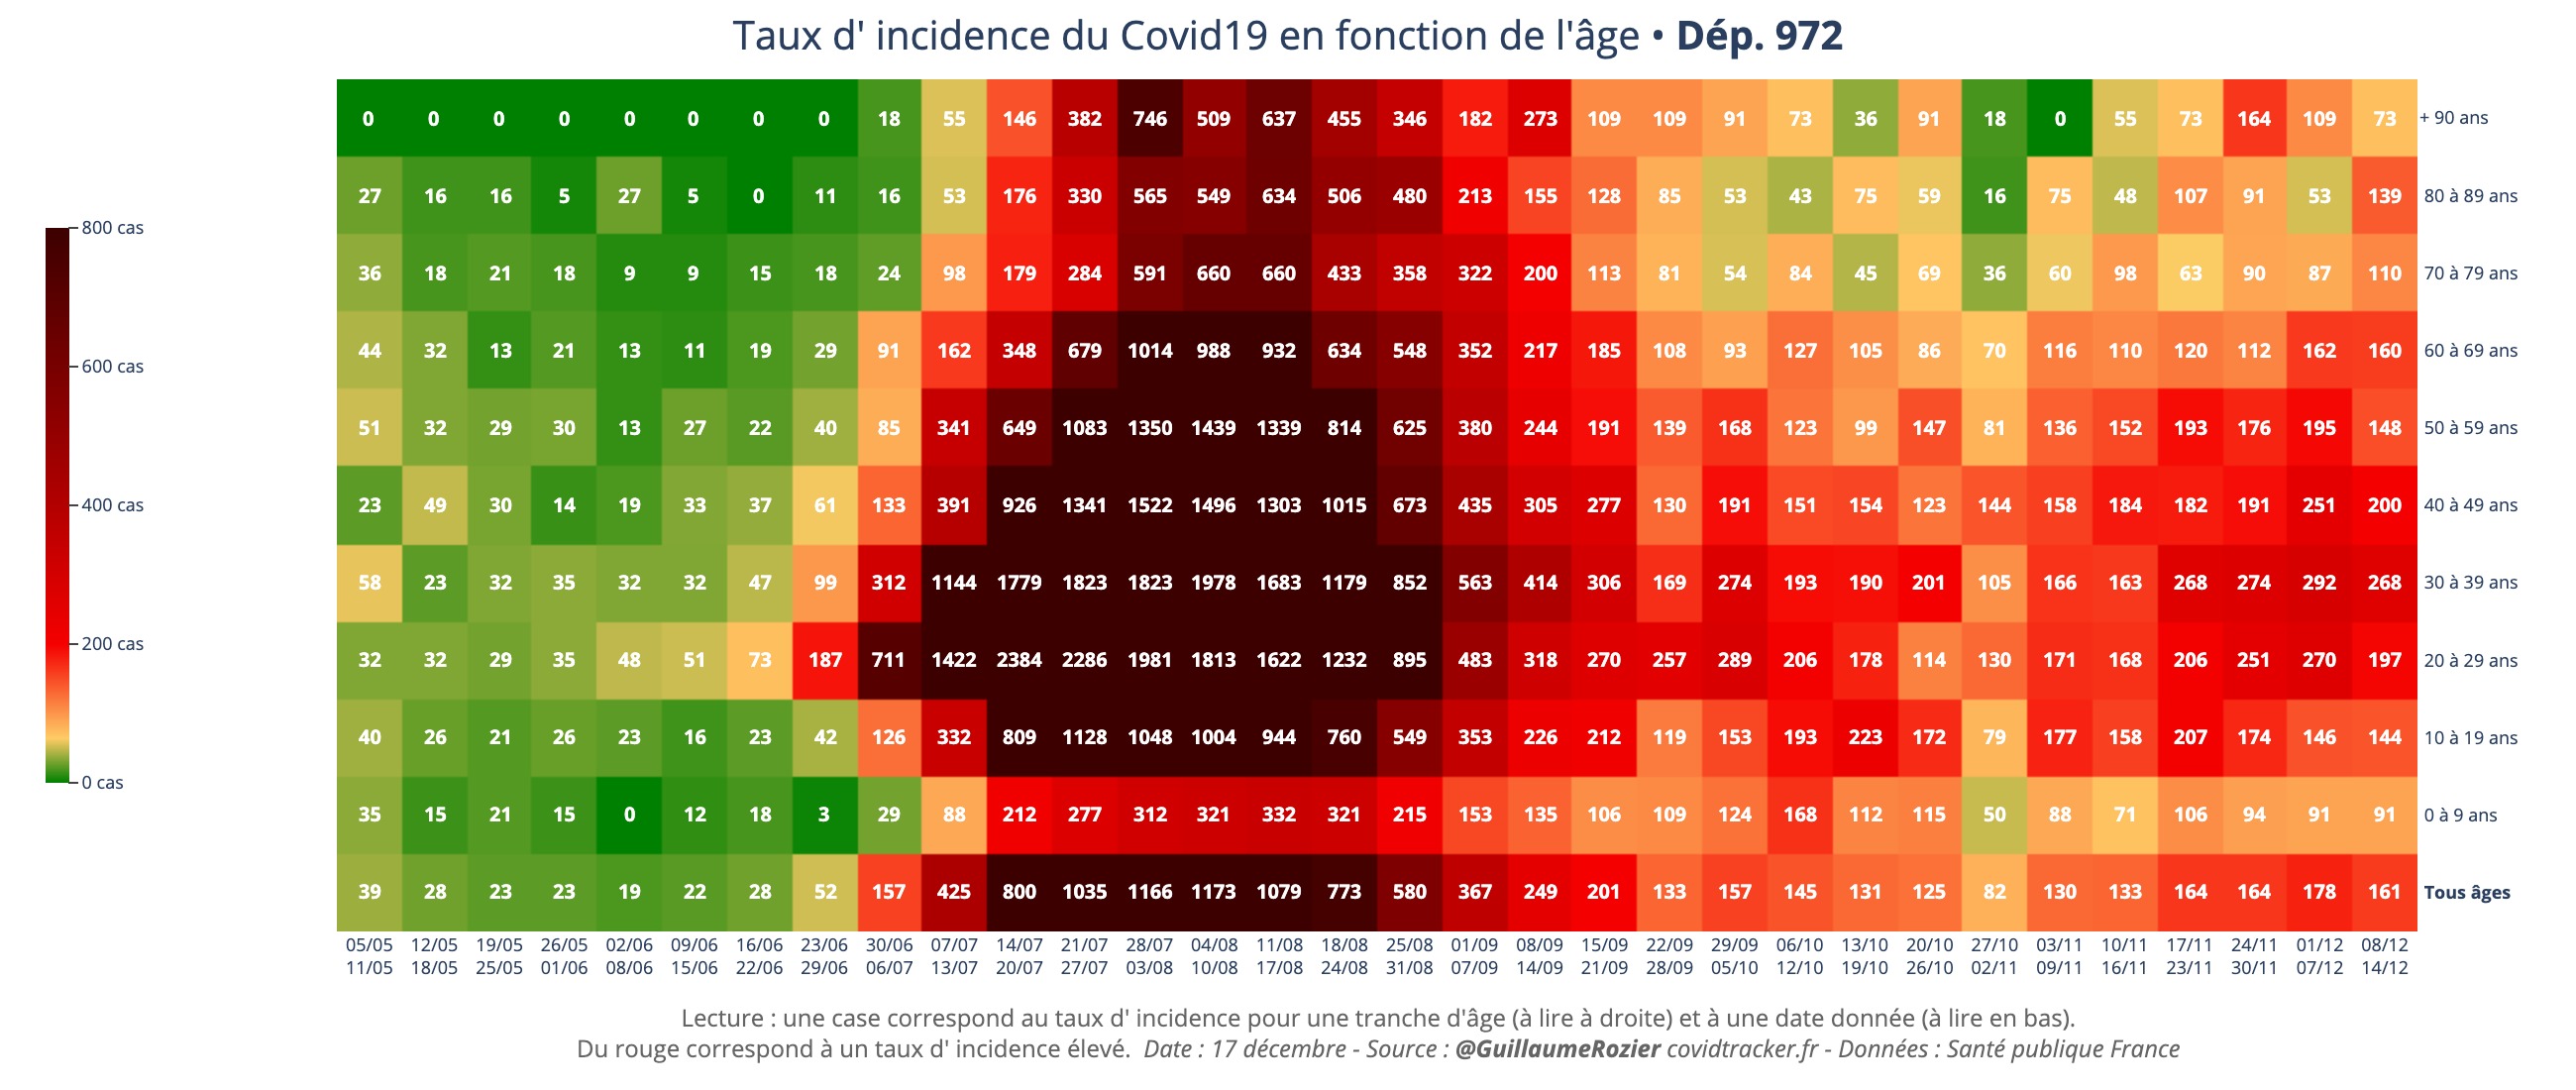 Taux d' incidence du Covid19 en fonction de l'âge • Dép. 972
0 0 0 0 0 0 0 0 18 55 146 382 746 509 637 455 346 182 273 109 109 91 73 36 91 18 0 55 73 164 109 73 + 90 ans
27 16 16 5 27 5 0 11 16 53 176 330 565 549 634 506 480 213 155 128 85 53 43 75 59 16 75 48 107 91 53 139 80 à 89 ans
800 cas
36 18 21 18 9 9 15 18 24 98 179 284 591 660 660 433 358 322 200 113 81 54 84 45 69 36 60 98 63 90 87 110 70 à 79 ans
44 32 13 21 13 11 19 29 91 162 348 679 1014 988 932 634 548 352 217 185 108 93 127 105 86 70 116 110 120 112 162 160 60 à 69 ans
600 cas
51 32 29 30 13 27 22 40 85 341 649 1083 1350 1439 1339 814 625 380 244 191 139 168 123 99 147 81 136 152 193 176 195 148 50 à 59 ans
400 cas
23 49 30 14 19 33 37 61 133 391 926 1341 1522 1496 1303 1015 673 435 305 277 130 191 151 154 123 144 158 184 182 191 251 200 40 à 49 ans
58 23 32 35 32 32 47 99 312 1144 1779 1823 1823 1978 1683 1179 852 563 414 306 169 274 193 190 201 105 166 163 268 274 292 268 30 à 39 ans
200 cas
32 32 29 35 48 51 73 187 711 1422 2384 2286 1981 1813 1622 1232 895 483 318 270 257 289 206 178 114 130 171 168 206 251 270 197 20 à 29 ans
40 26 21 26 23 16 23 42 126 332 809 1128 1048 1004 944 760 549 353 226 212 119 153 193 223 172 79 177 158 207 174 146 144 10 à 19 ans
0 cas
35 15 21 15 0 12 18 3 29 88 212 277 312 321 332 321 215 153 135 106 109 124 168 112 115 50 88 71 106 94 91 91 0 à 9 ans
39 28 23 23 19 22 28 52 157 425 800 1035 1166 1173 1079 773 580 367 249 201 133 157 145 131 125 82 130 133 164 164 178 161 Tous âges
05/05 12/05 19/05 26/05 02/06 09/06 16/06 23/06 30/06 07/07 14/07 21/07 28/07 04/08 11/08 18/08 25/08 01/09 08/09 15/09 22/09 29/09 06/10 13/10 20/10 27/10 03/11 10/11 17/11 24/11 01/12 08/12
11/05 18/05 25/05 01/06 08/06 15/06 22/06 29/06 06/07 13/07 20/07 27/07 03/08 10/08 17/08 24/08 31/08 07/09 14/09 21/09 28/09 05/10 12/10 19/10 26/10 02/11 09/11 16/11 23/11 30/11 07/12 14/12
Lecture : une case correspond au taux d' incidence pour une tranche d'âge (à lire à droite) et à une date donnée (à lire en bas).
Du rouge correspond à un taux d' incidence élevé. Date : 17 décembre - Source : @GuillaumeRozier covidtracker.fr - Données : Santé publique France